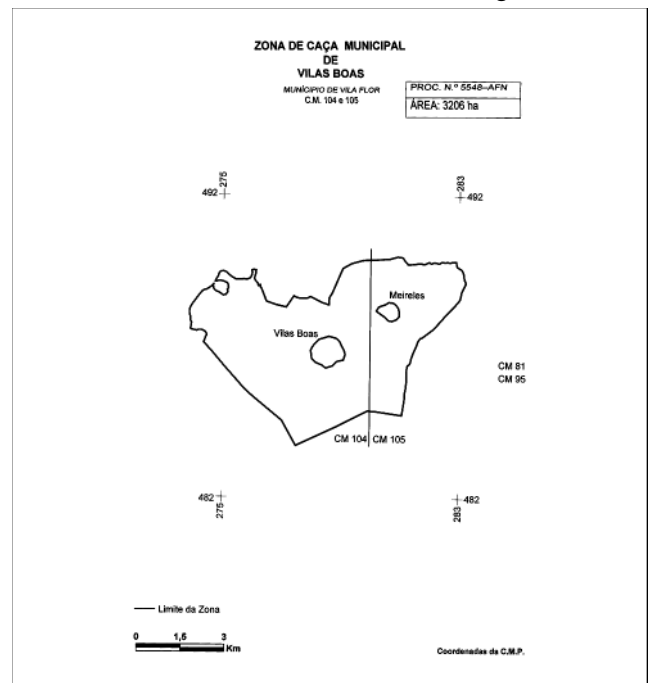 ZONA DE CAÇA MUNICIPAL
DE
VILAS BOAS
MUNICÍPIO DE VILA FLOR
C.M. 104 e 105
PROC. N.º 5548-AFN
ÁREA: 3206 ha
275
492
283
492
Meireles
Vilas Boas
CM 81
CM 95
CM 104
CM 105
482
275
482
283
Limite da Zona
0 1,5 3
Km
Coordenadas da C.M.P.